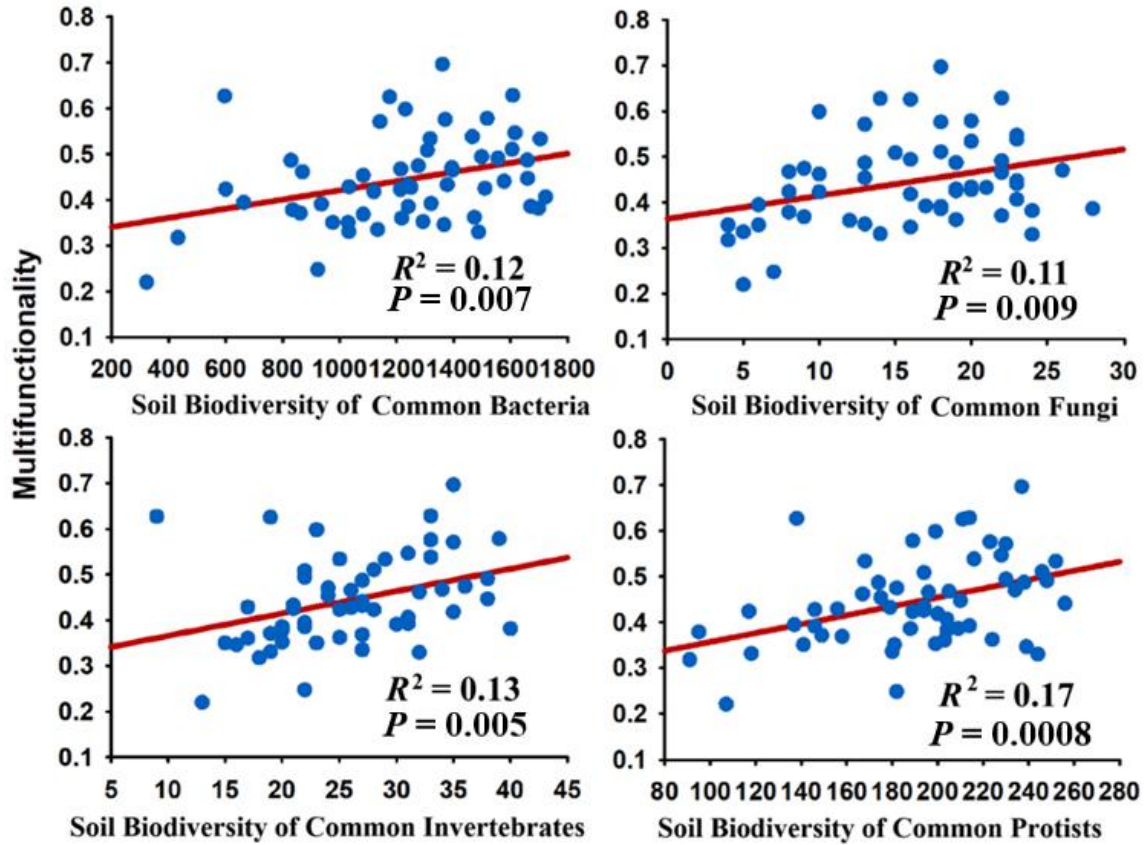 Multifunctionality
0.8
0.7
0.6
0.5
0.4
0.3
0.2
0.1
R² = 0.12
P = 0.007
200 400 600 800 1000 1200 1400 1600 1800
Soil Biodiversity of Common Bacteria
0.8
0.7
0.6
0.5
0.4
0.3
0.2
0.1
R² = 0.11
P = 0.009
0 5 10 15 20 25 30
Soil Biodiversity of Common Fungi
0.8
0.7
0.6
0.5
0.4
0.3
0.2
0.1
R² = 0.13
P = 0.005
5 10 15 20 25 30 35 40 45
Soil Biodiversity of Common Invertebrates
0.8
0.7
0.6
0.5
0.4
0.3
0.2
0.1
R² = 0.17
P = 0.0008
80 100 120 140 160 180 200 220 240 260 280
Soil Biodiversity of Common Protists